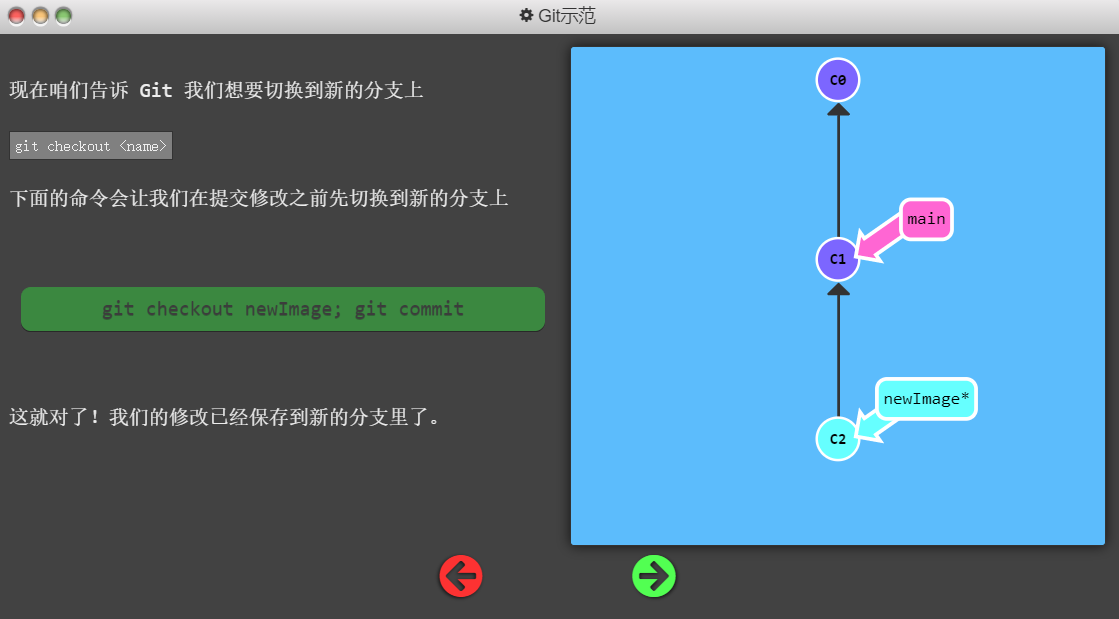 Git示范
现在咱们告诉 Git 我们想要切换到新的分支上
git checkout <name>
下面的命令会让我们在提交修改之前先切换到新的分支上
git checkout newImage; git commit
这就对了！我们的修改已经保存到新的分支里了。
C0
main
C1
newImage*
C2